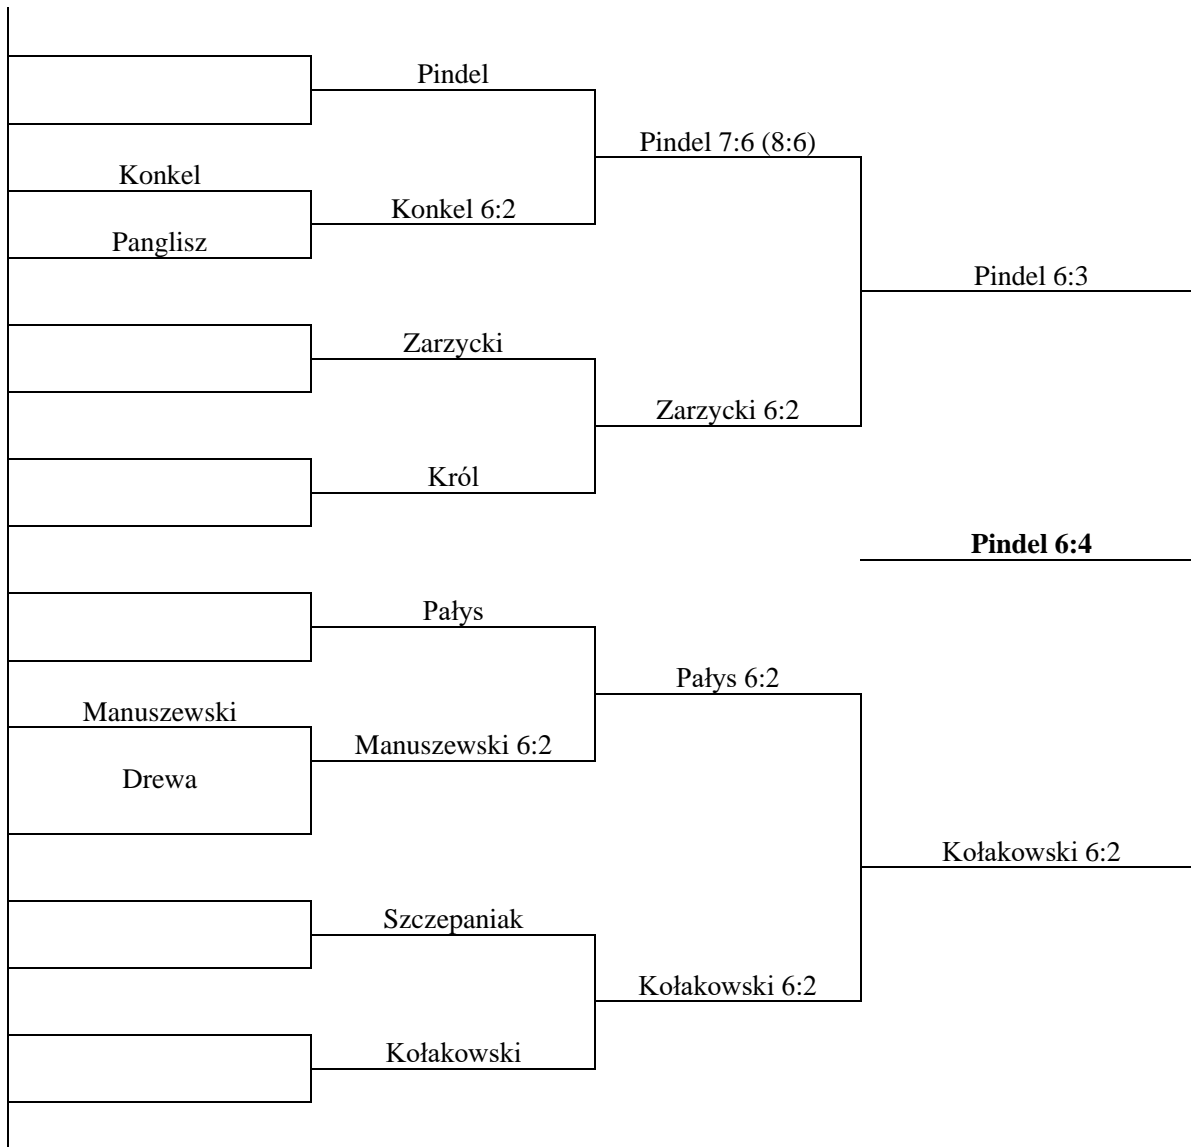 Pindel
Pindel 7:6 (8:6)
Konkel
Konkel 6:2
Panglisz
Pindel 6:3
Zarzycki
Zarzycki 6:2
Król
Pindel 6:4
Pałys
Pałys 6:2
Manuszewski
Manuszewski 6:2
Drewa
Kołakowski 6:2
Szczepaniak
Kołakowski 6:2
Kołakowski